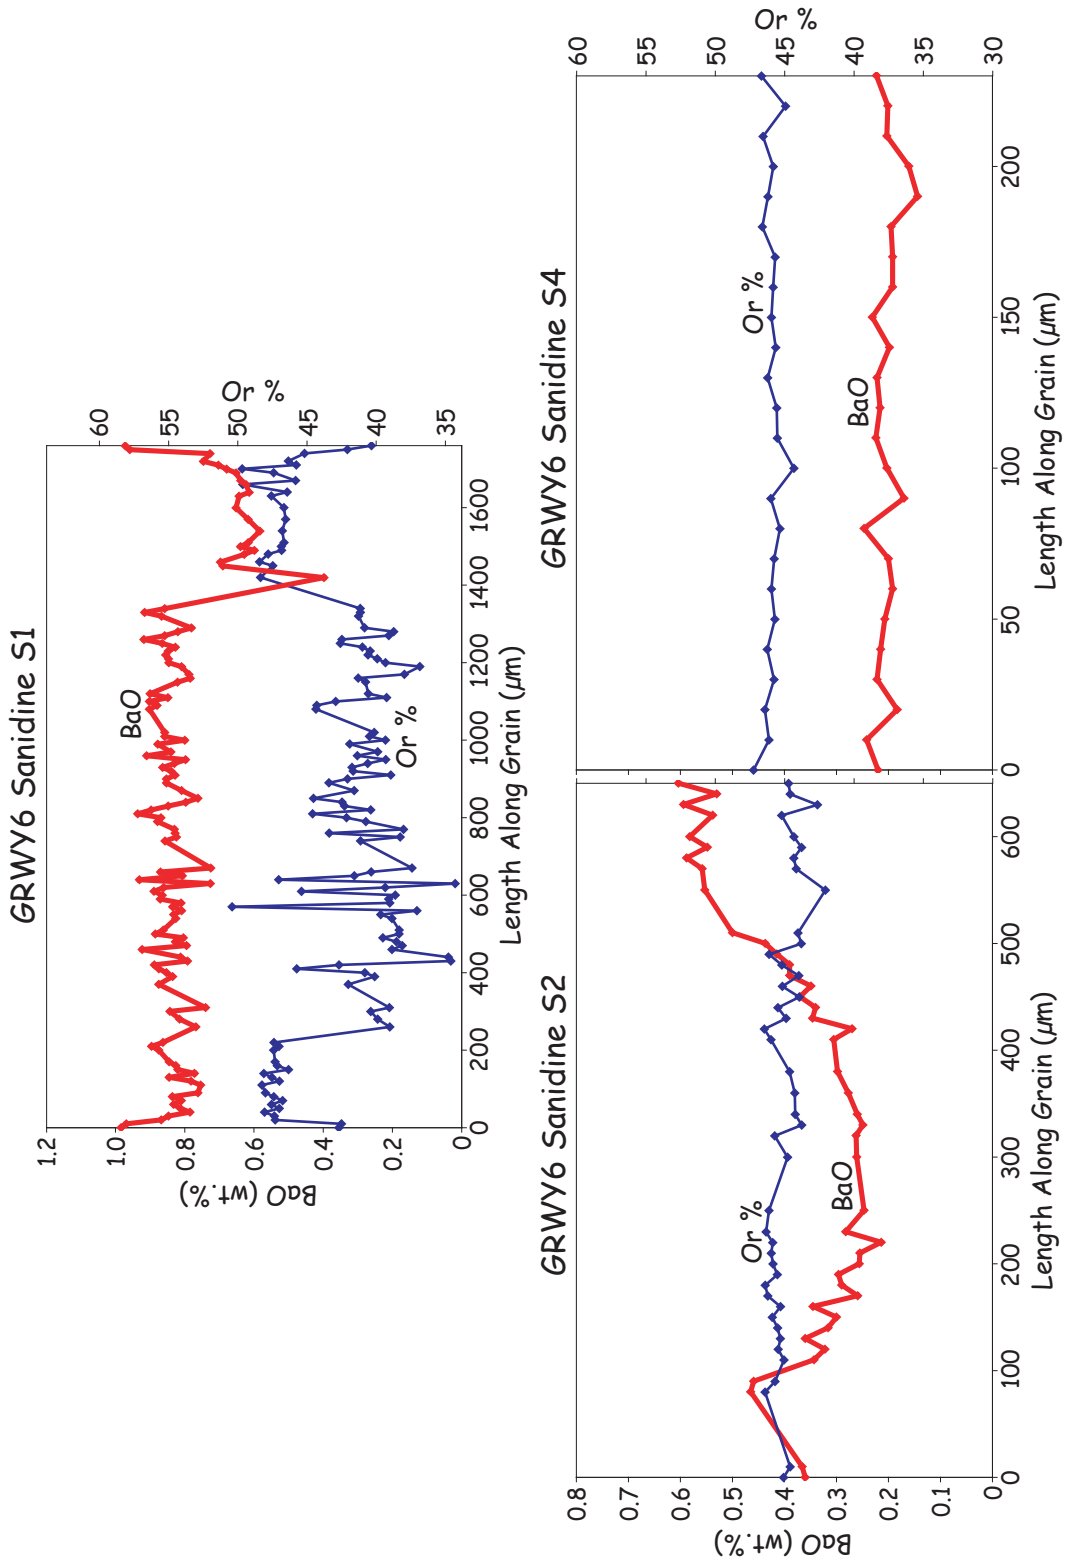 GRWY6 Sanidine S1
BaO (wt.%)
1.2
1.0
0.8
0.6
0.4
0.2
0
Or %
60
55
50
45
40
35
BaO
Or %
0 200 400 600 800 1000 1200 1400 1600
Length Along Grain (μm)
GRWY6 Sanidine S2
BaO (wt.%)
0.8
0.7
0.6
0.5
0.4
0.3
0.2
0.1
0
Or %
BaO
0 100 200 300 400 500 600
Length Along Grain (μm)
GRWY6 Sanidine S4
Or %
BaO
Or %
60
55
50
45
40
35
30
0 50 100 150 200
Length Along Grain (μm)